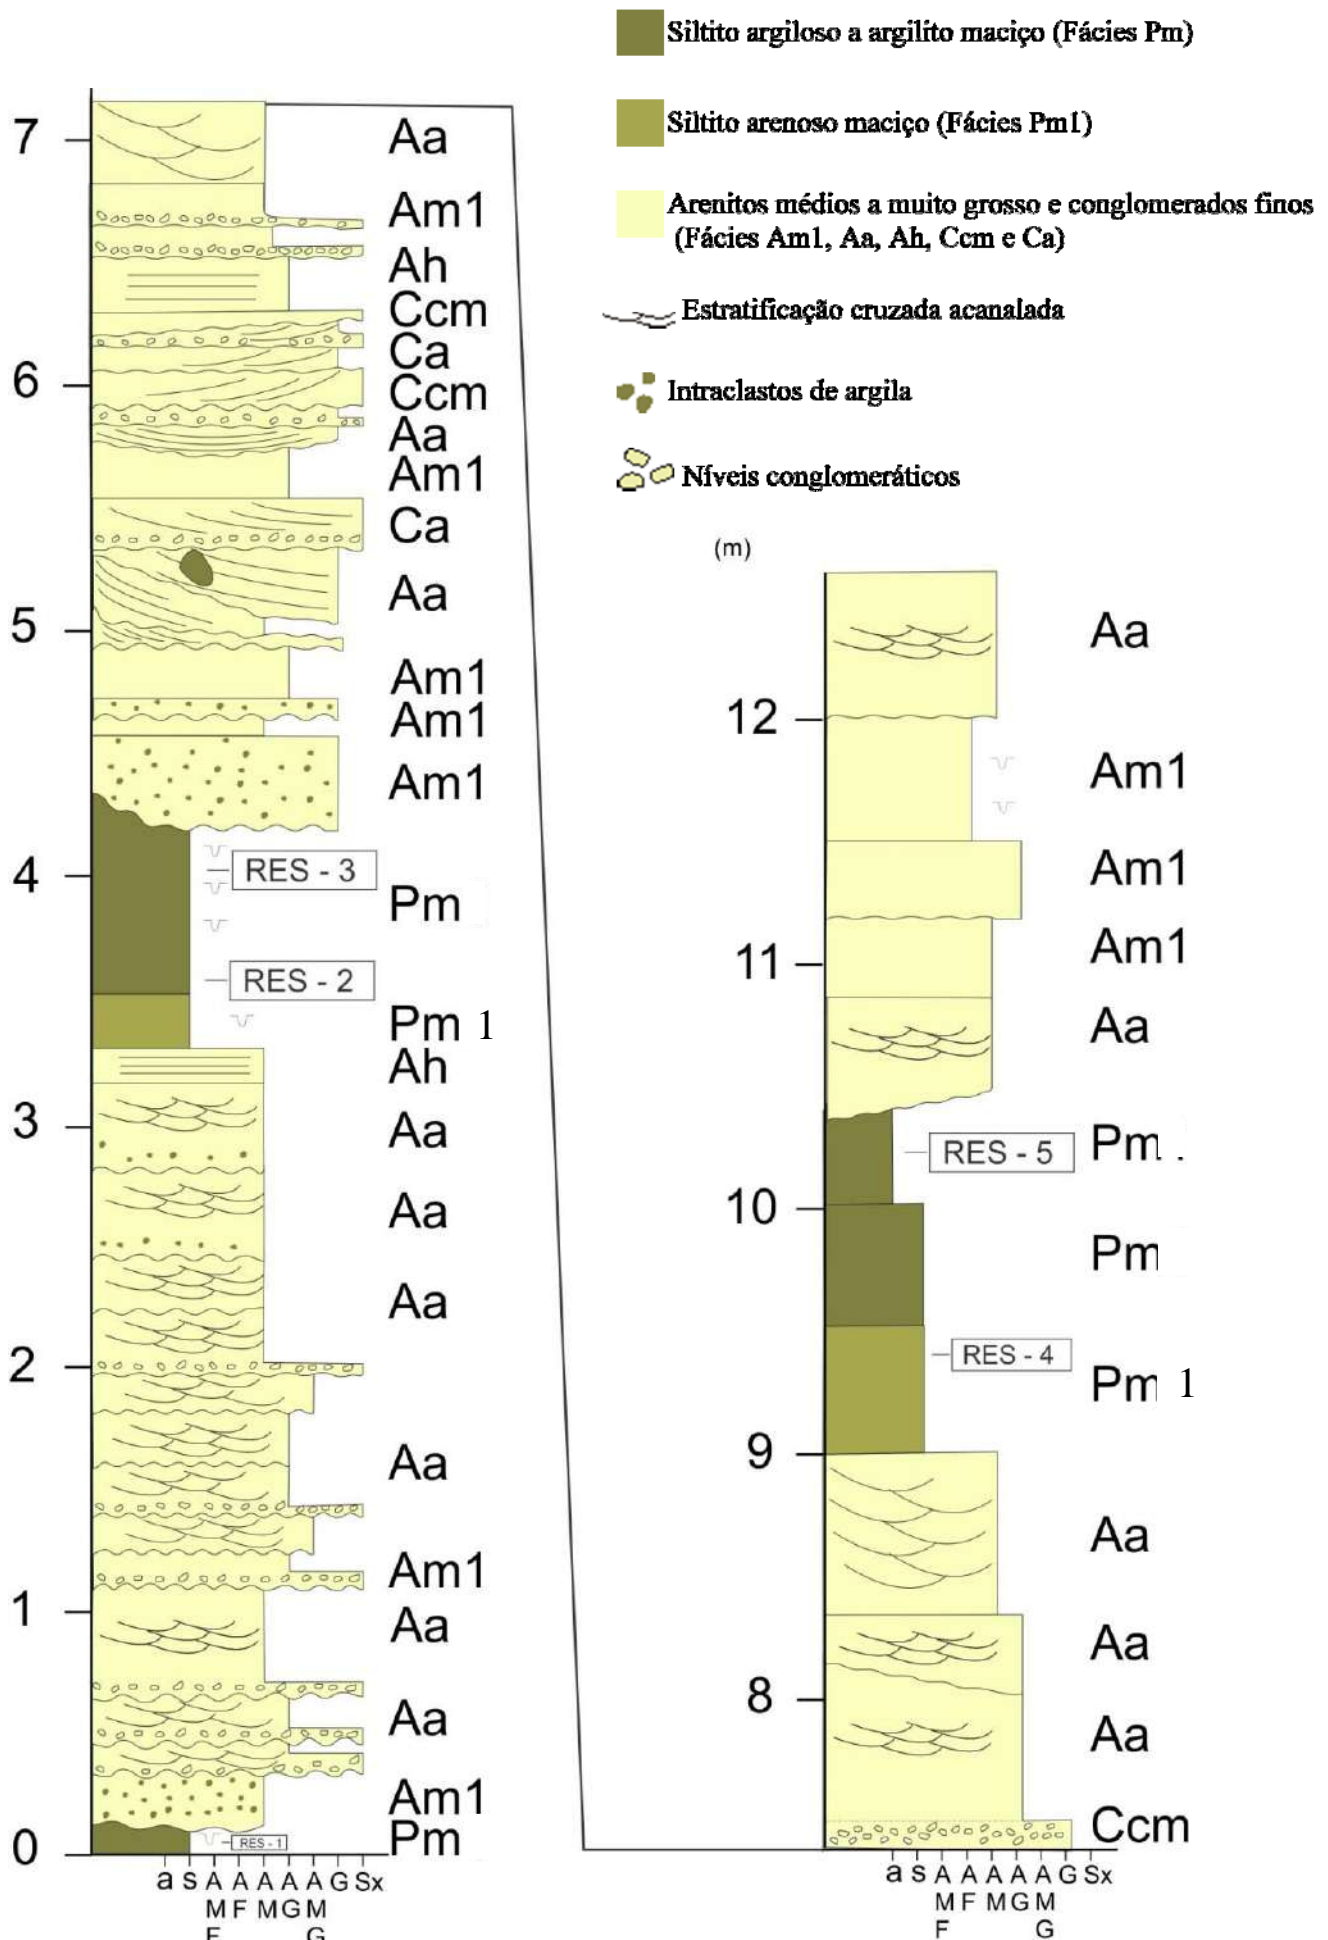 Siltito argiloso a argilito maciço (Fácies Pm)
Siltito arenoso maciço (Fácies Pm1)
Arenitos médios a muito grosso e conglomerados finos
(Fácies Am1, Aa, Ah, Ccm e Ca)
Estratificação cruzada acanalada
Intraclastos de argila
Níveis conglomeráticos
7
Aa
Am1
Ah
Ccm
Ca
6
Ccm
Aa
Am1
Ca
Aa
5
Am1
Am1
Am1
4
RES - 3
Pm
RES - 2
Pm 1
Ah
3
Aa
Aa
Aa
2
Aa
Am1
1
Aa
Aa
Am1
Pm
0
RES - 1
a s A A A A A G Sx
M F M G M
F G
(m)
Aa
12
Am1
Am1
11
Am1
Aa
RES - 5
Pm .
10
Pm
RES - 4
Pm 1
9
Aa
Aa
8
Aa
Ccm
a s A A A A A G Sx
M F M G M
F G